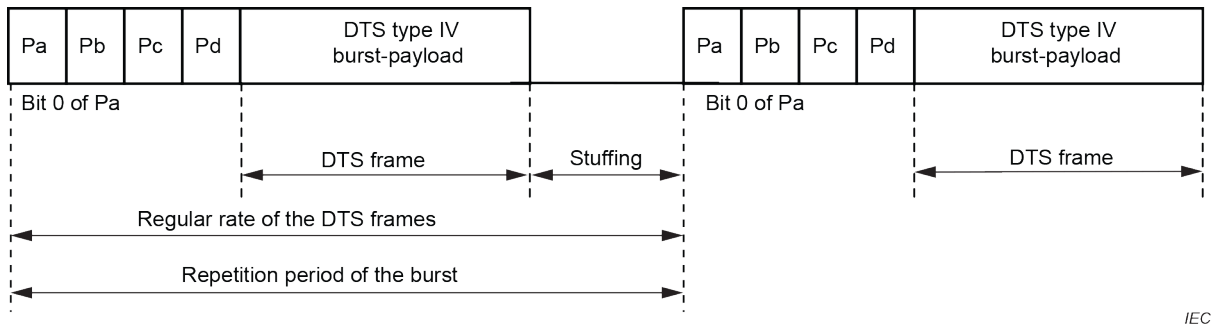 Pa Pb Pc Pd DTS type IV burst-payload Pa Pb Pc Pd DTS type IV burst-payload
Bit 0 of Pa Bit 0 of Pa
DTS frame Stuffing DTS frame
Regular rate of the DTS frames
Repetition period of the burst
IEC